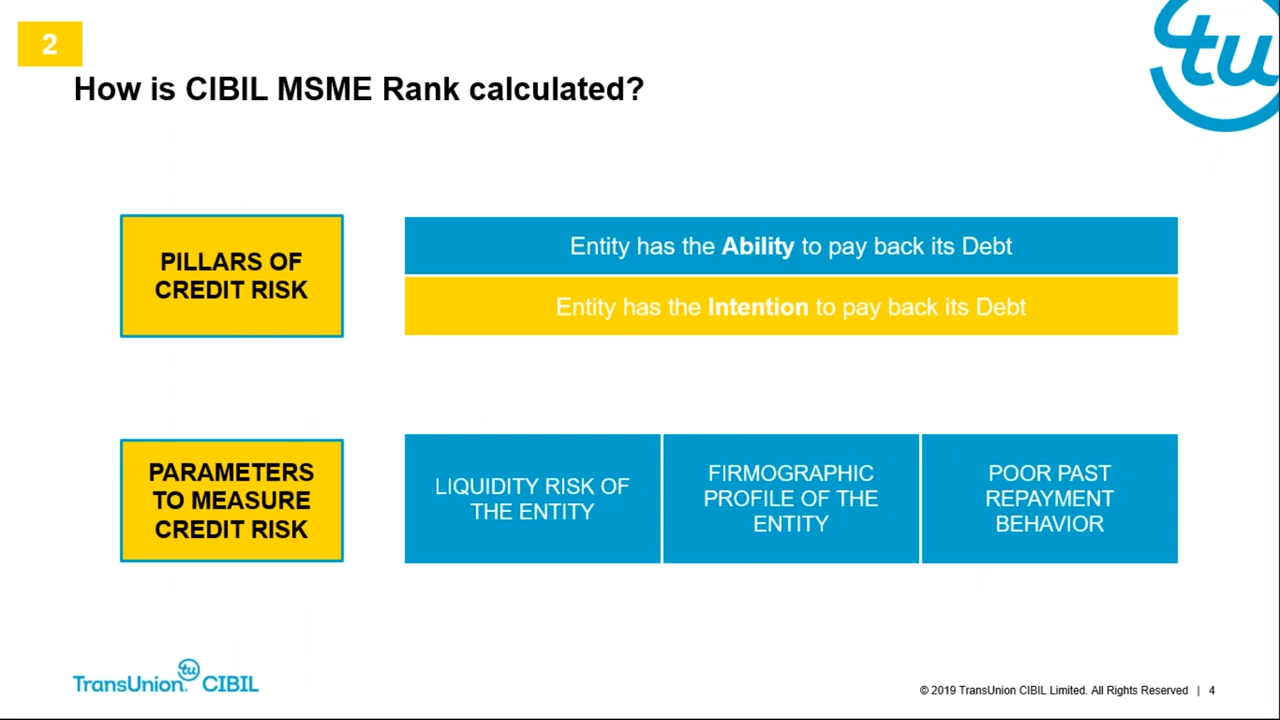 2
How is CIBIL MSME Rank calculated?
tu
PILLARS OF
CREDIT RISK
Entity has the Ability to pay back its Debt
Entity has the Intention to pay back its Debt
PARAMETERS
TO MEASURE
CREDIT RISK
LIQUIDITY RISK OF
THE ENTITY
FIRMOGRAPHIC
PROFILE OF THE
ENTITY
POOR PAST
REPAYMENT
BEHAVIOR
TransUnion® tu CIBIL
© 2019 TransUnion CIBIL Limited. All Rights Reserved | 4